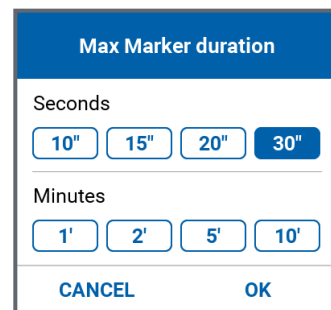 Max Marker duration
Seconds
10" 15" 20" 30"
Minutes
1' 2' 5' 10'
CANCEL OK